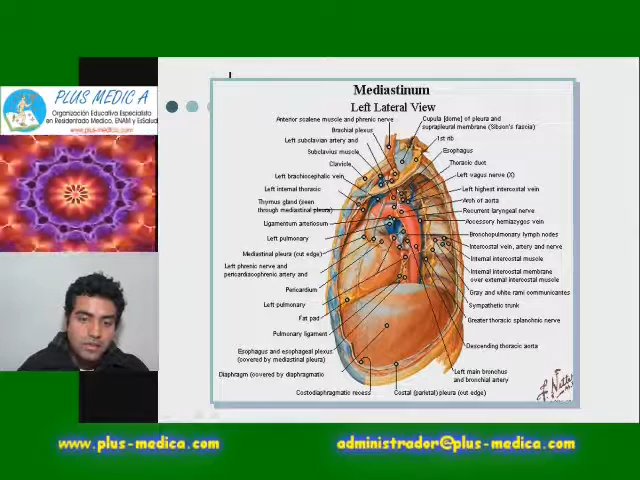 PLUS MEDIC A
Organización Educativa Especialista
en Residentado Medico, ENAM y EsSalud
www.plus-medica.com
Mediastinum
Left Lateral View
Anterior scalene muscle and phrenic nerve
Brachial plexus
Left subclavian artery and
Subclavius muscle
Clavicle
Left brachiocephalic vein
Left internal thoracic
Thymus gland (seen
through mediastinal pleura)
Ligamentum arteriosum
Left pulmonary
Mediastinal pleura (cut edge)
Left phrenic nerve and
pericardiacophrenic artery and
Pericardium
Left pulmonary
Fat pad
Pulmonary ligament
Esophagus and esophageal plexus
(covered by mediastinal pleura)
Diaphragm (covered by diaphragmatic
Costodiaphragmatic recess
Cupula [dome] of pleura and
suprapleural membrane (Sibson's fascia)
1st rib
Esophagus
Thoracic duct
Left vagus nerve (X)
Left highest intercostal vein
Arch of aorta
Recurrent laryngeal nerve
Accessory hemiazygos vein
Bronchopulmonary lymph nodes
Intercostal vein, artery and nerve
Internal intercostal muscle
Internal intercostal membrane
over external intercostal muscle
Gray and white rami communicantes
Sympathetic trunk
Greater thoracic splanchnic nerve
Descending thoracic aorta
Left main bronchus
and bronchial artery
Costal (parietal) pleura (cut edge)
www.plus-medica.com
administrador@plus-medica.com